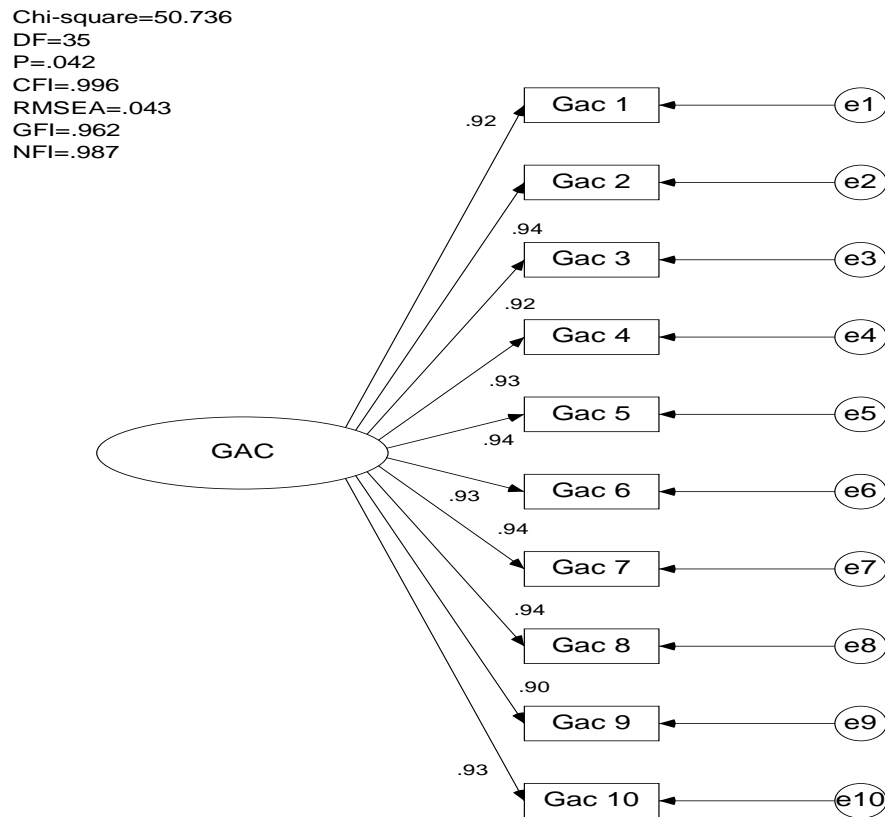 Chi-square=50.736
DF=35
P=.042
CFI=.996
RMSEA=.043
GFI=.962
NFI=.987
Gac 1
e1
.92
Gac 2
e2
.94
Gac 3
e3
.92
Gac 4
e4
.93
Gac 5
e5
.94
GAC
Gac 6
e6
.93
.94
Gac 7
e7
.94
Gac 8
e8
.90
Gac 9
e9
.93
Gac 10
e10